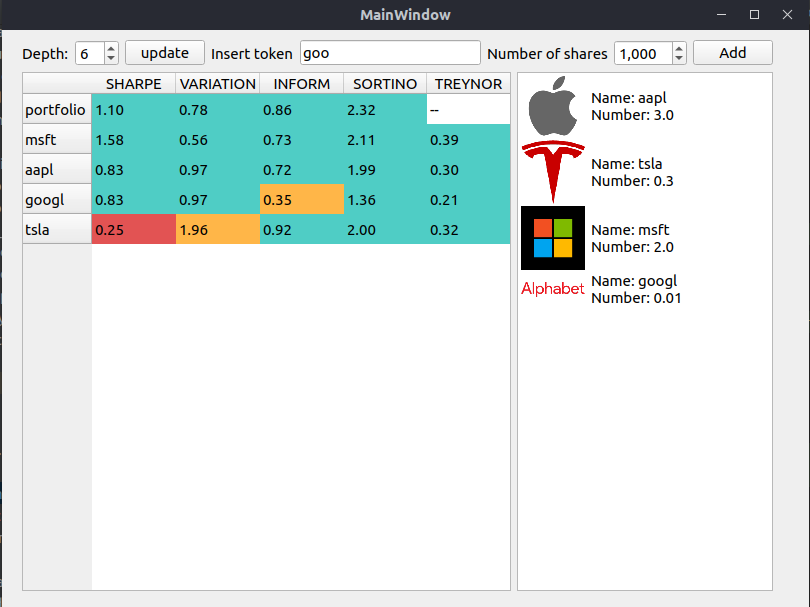 MainWindow
Depth: 6 update Insert token goo Number of shares 1,000 Add
SHARPE VARIATION INFORM SORTINO TREYNOR
portfolio 1.10 0.78 0.86 2.32 --
msft 1.58 0.56 0.73 2.11 0.39
aapl 0.83 0.97 0.72 1.99 0.30
googl 0.83 0.97 0.35 1.36 0.21
tsla 0.25 1.96 0.92 2.00 0.32
Name: aapl
Number: 3.0
Name: tsla
Number: 0.3
Name: msft
Number: 2.0
Alphabet
Name: googl
Number: 0.01